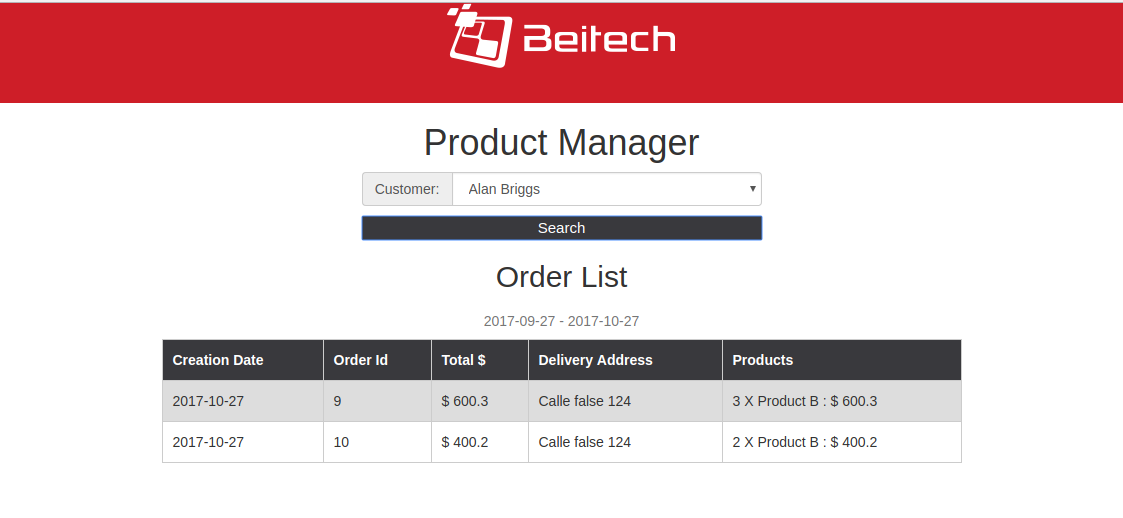 Beitech
Product Manager
Customer: Alan Briggs
Search
Order List
2017-09-27 - 2017-10-27
Creation Date Order Id Total $ Delivery Address Products
2017-10-27 9 $ 600.3 Calle false 124 3 X Product B : $ 600.3
2017-10-27 10 $ 400.2 Calle false 124 2 X Product B : $ 400.2